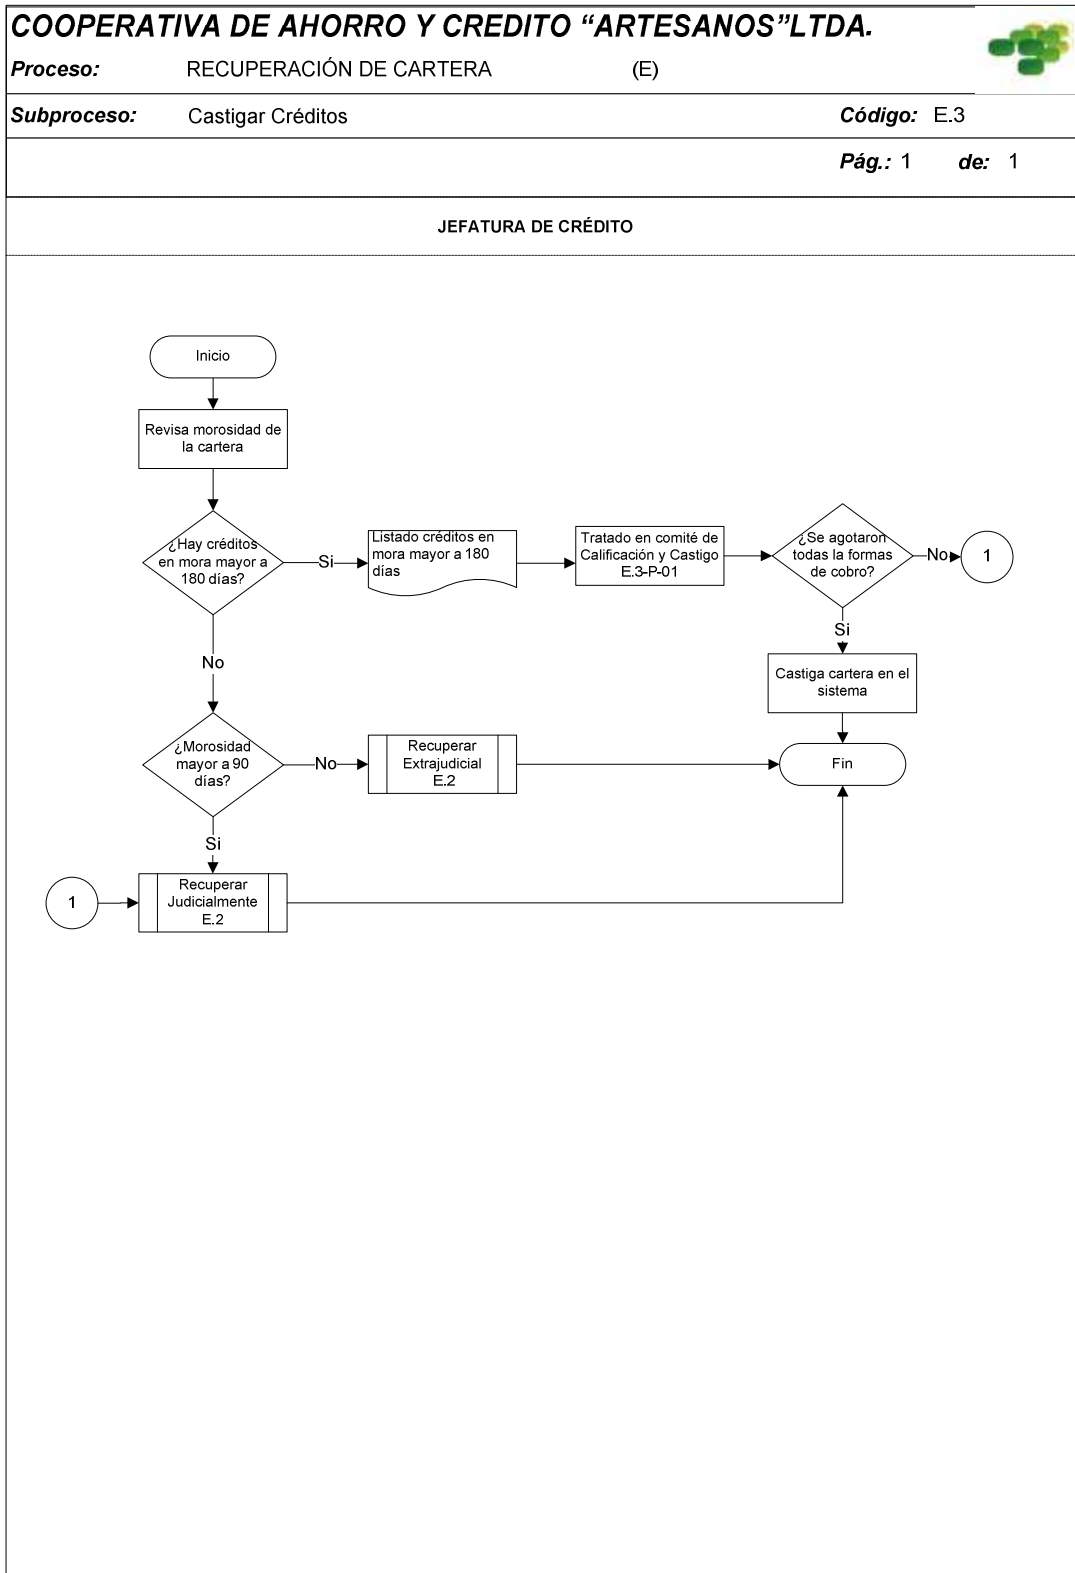 COOPERATIVA DE AHORRO Y CREDITO “ARTESANOS”LTDA.
Proceso: RECUPERACIÓN DE CARTERA (E)
Subproceso: Castigar Créditos Código: E.3
Pág.: 1 de: 1
JEFATURA DE CRÉDITO
Inicio
Revisa morosidad de
la cartera
¿Hay créditos
en mora mayor a
180 días?
Si
Listado créditos en
mora mayor a 180
días
Tratado en comité de
Calificación y Castigo
E.3-P-01
¿Se agotaron
todas la formas
de cobro?
No
1
Si
Castiga cartera en el
sistema
No
¿Morosidad
mayor a 90
días?
No
Recuperar
Extrajudicial
E.2
Fin
Si
1
Recuperar
Judicialmente
E.2